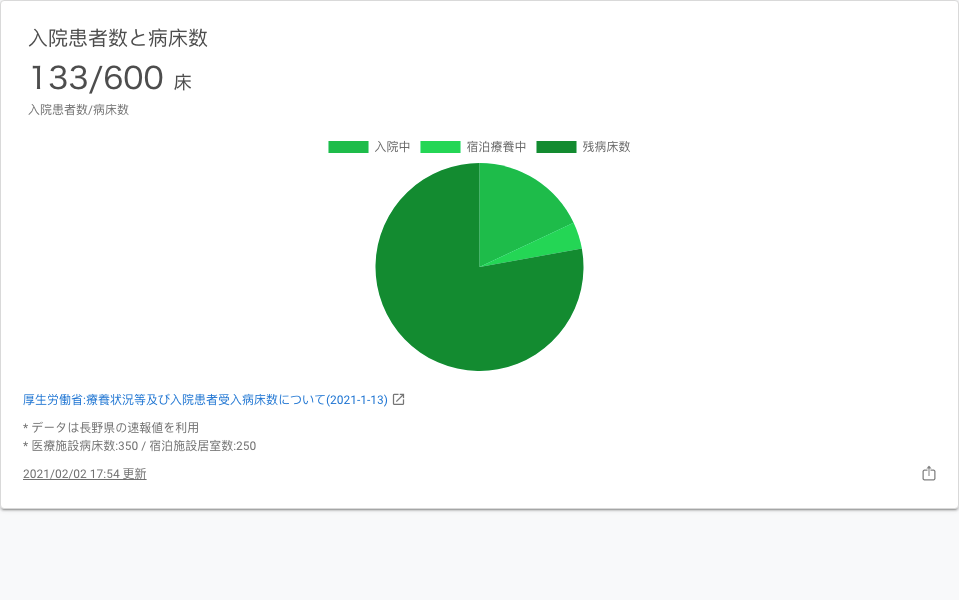 入院患者数と病床数
133/600 床
入院患者数/病床数
入院中 宿泊療養中 残病床数
厚生労働省:療養状況等及び入院患者受入病床数について(2021-1-13)
* データは長野県の速報値を利用
* 医療施設病床数:350 / 宿泊施設居室数:250
2021/02/02 17:54 更新